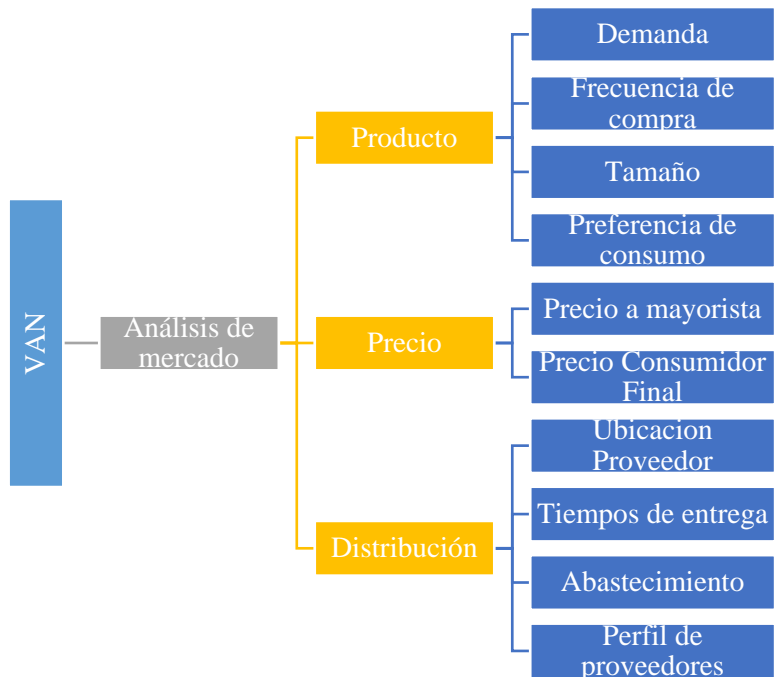 VAN
Análisis de
mercado
Producto
Demanda
Frecuencia de
compra
Tamaño
Preferencia de
consumo
Precio
Precio a mayorista
Precio Consumidor
Final
Distribución
Ubicacion
Proveedor
Tiempos de entrega
Abastecimiento
Perfil de
proveedores